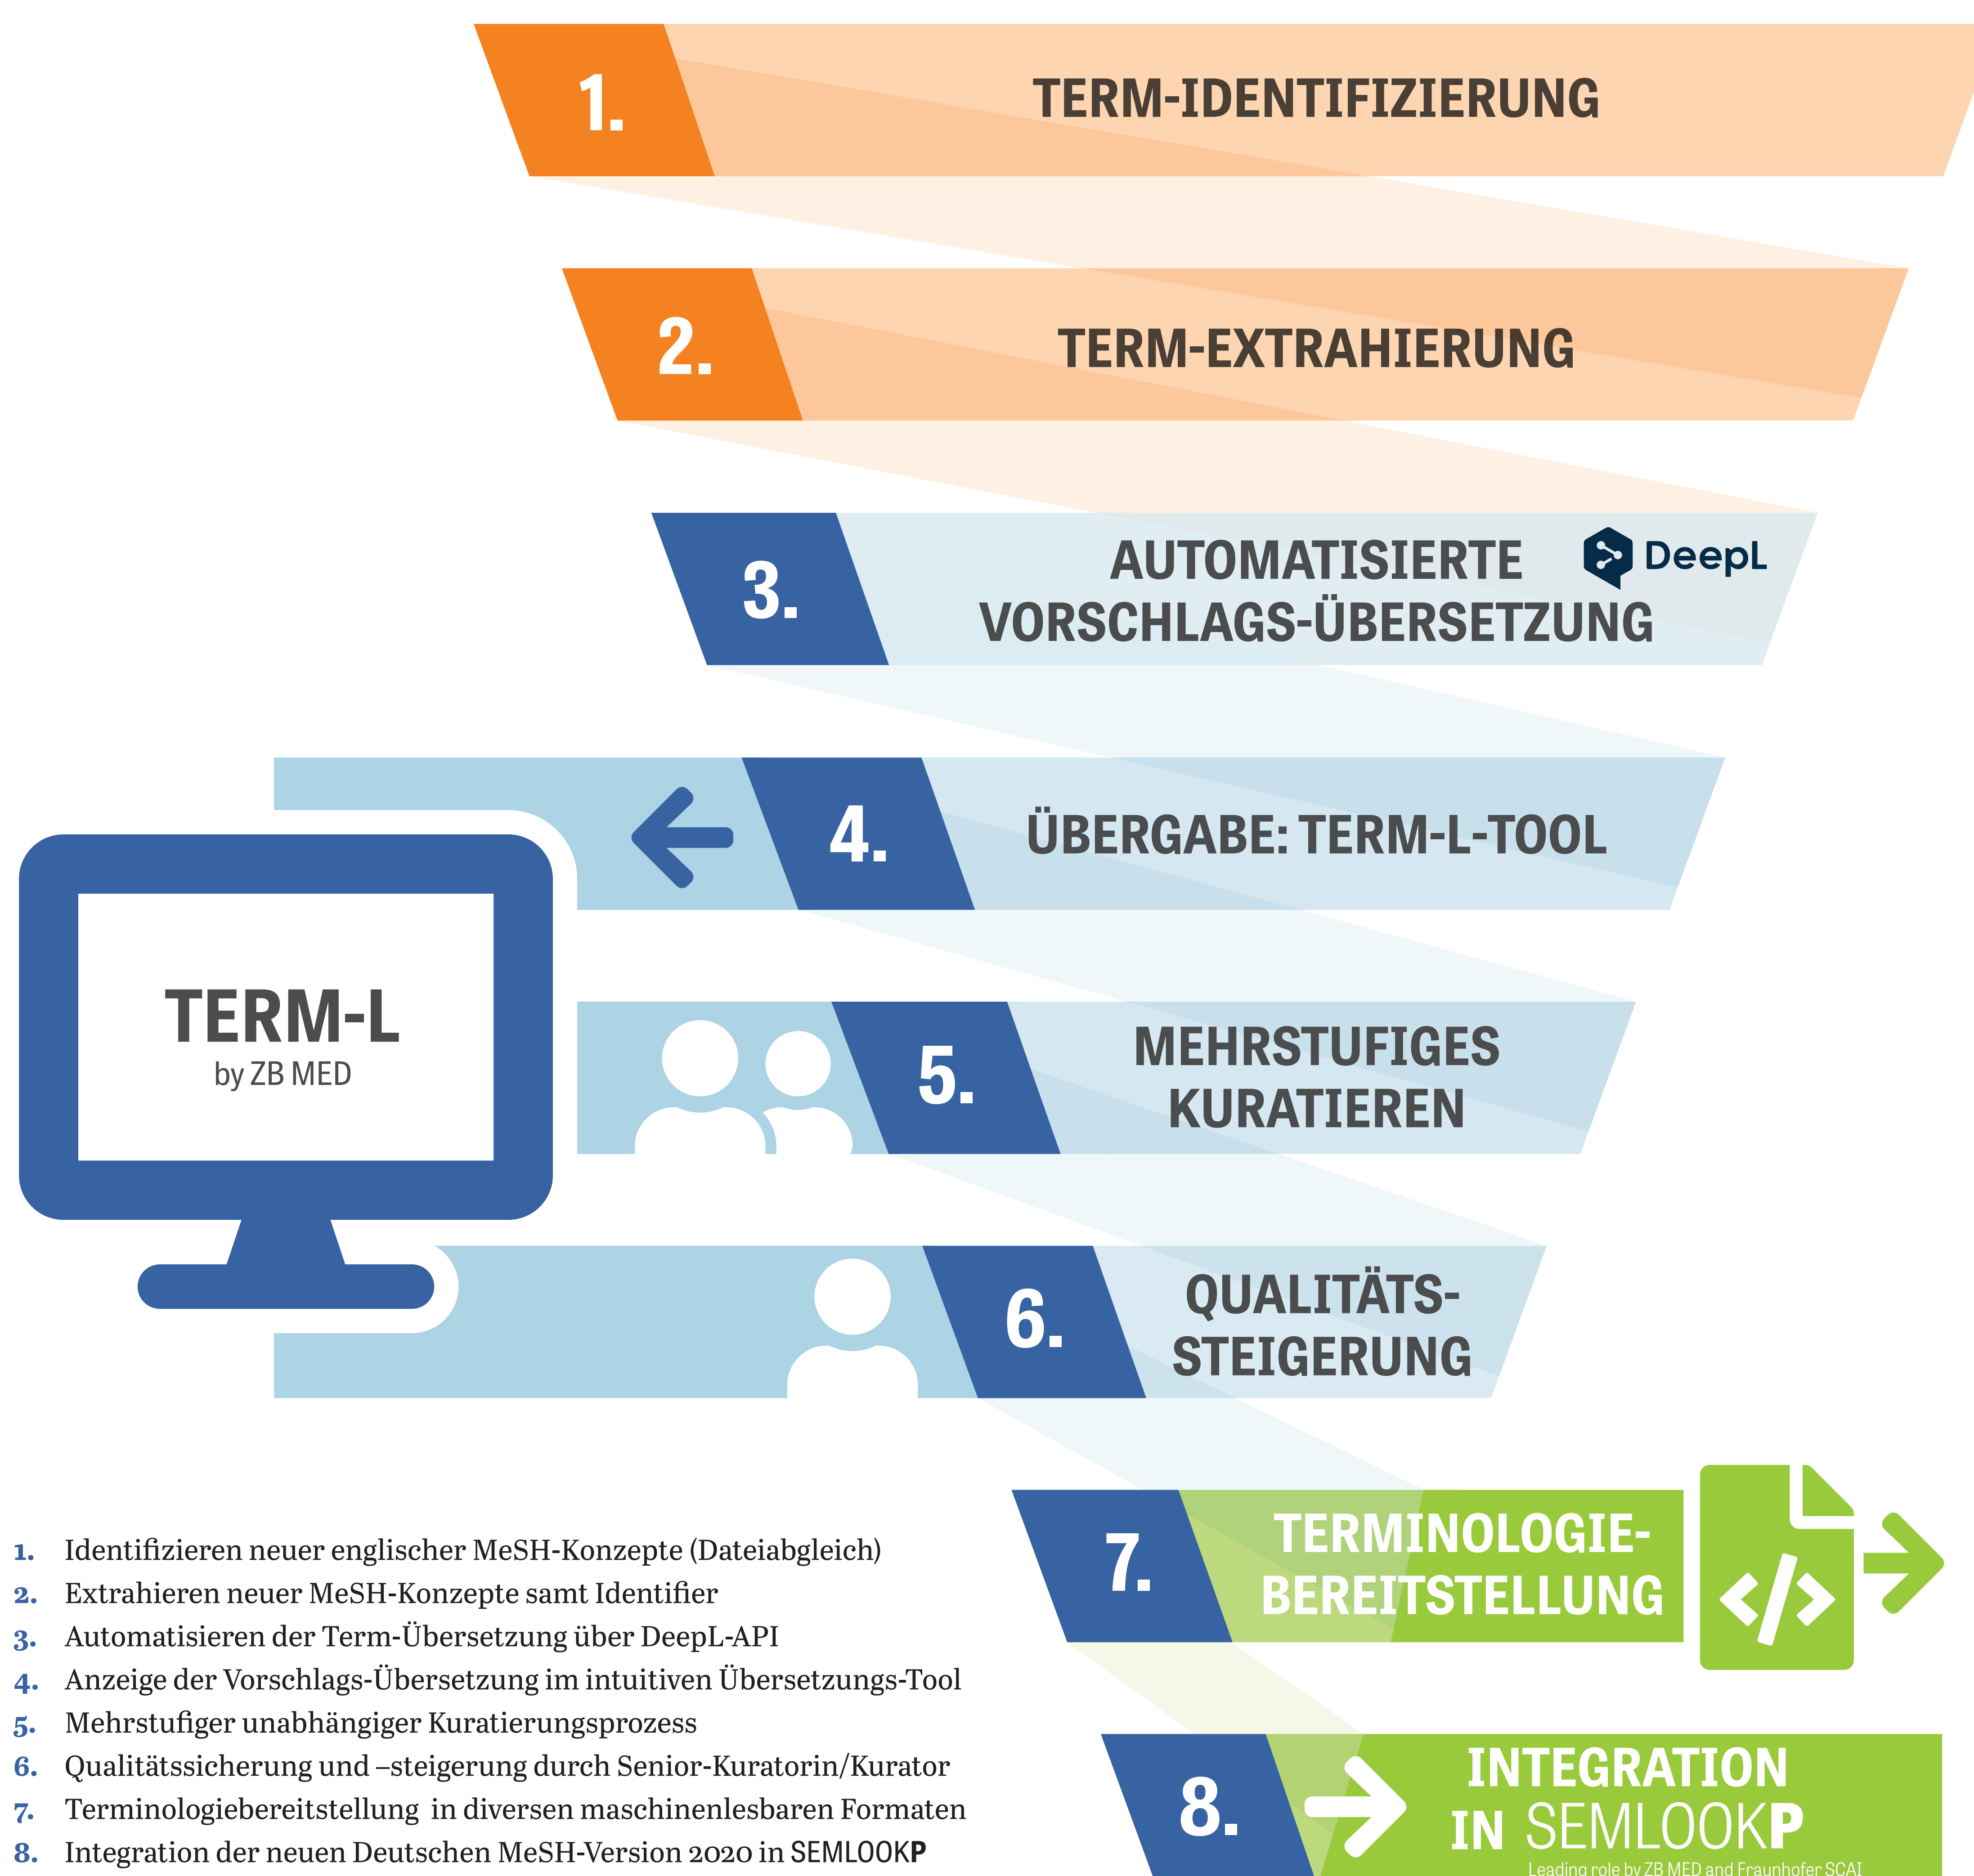 1.
TERM-IDENTIFIZIERUNG
2.
TERM-EXTRAHIERUNG
3.
AUTOMATISIERTE
VORSCHLAGS-ÜBERSETZUNG
DeepL
4.
ÜBERGABE: TERM-L-TOOL
TERM-L
by ZB MED
5.
MEHRSTUFIGES
KURATIEREN
6.
QUALITÄTS-
STEIGERUNG
7.
TERMINOLOGIE-
BEREITSTELLUNG
</>
8.
INTEGRATION
IN SEMLOOKP
Leading role by ZB MED and Fraunhofer SCAI
1. Identifizieren neuer englischer MeSH-Konzepte (Dateiabgleich)
2. Extrahieren neuer MeSH-Konzepte samt Identifier
3. Automatisieren der Term-Übersetzung über DeepL-API
4. Anzeige der Vorschlags-Übersetzung im intuitiven Übersetzungs-Tool
5. Mehrstufiger unabhängiger Kuratierungsprozess
6. Qualitätssicherung und –steigerung durch Senior-Kuratorin/Kurator
7. Terminologiebereitstellung in diversen maschinenlesbaren Formaten
8. Integration der neuen Deutschen MeSH-Version 2020 in SEMLOOKP